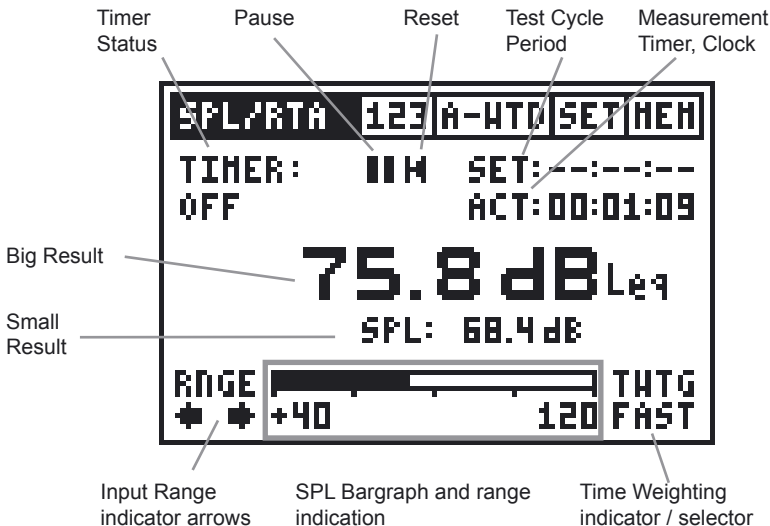 Timer Status
Pause
Reset
Test Cycle Period
Measurement Timer, Clock
SPL/RTA 123 A-WTD SET MEM
TIMER: SET:--:--:--
OFF ACT:00:01:09
Big Result
75.8 dB Leq
Small Result
SPL: 68.4 dB
RNGE TWTG
+40 120 FAST
Input Range indicator arrows
SPL Bargraph and range indication
Time Weighting indicator / selector